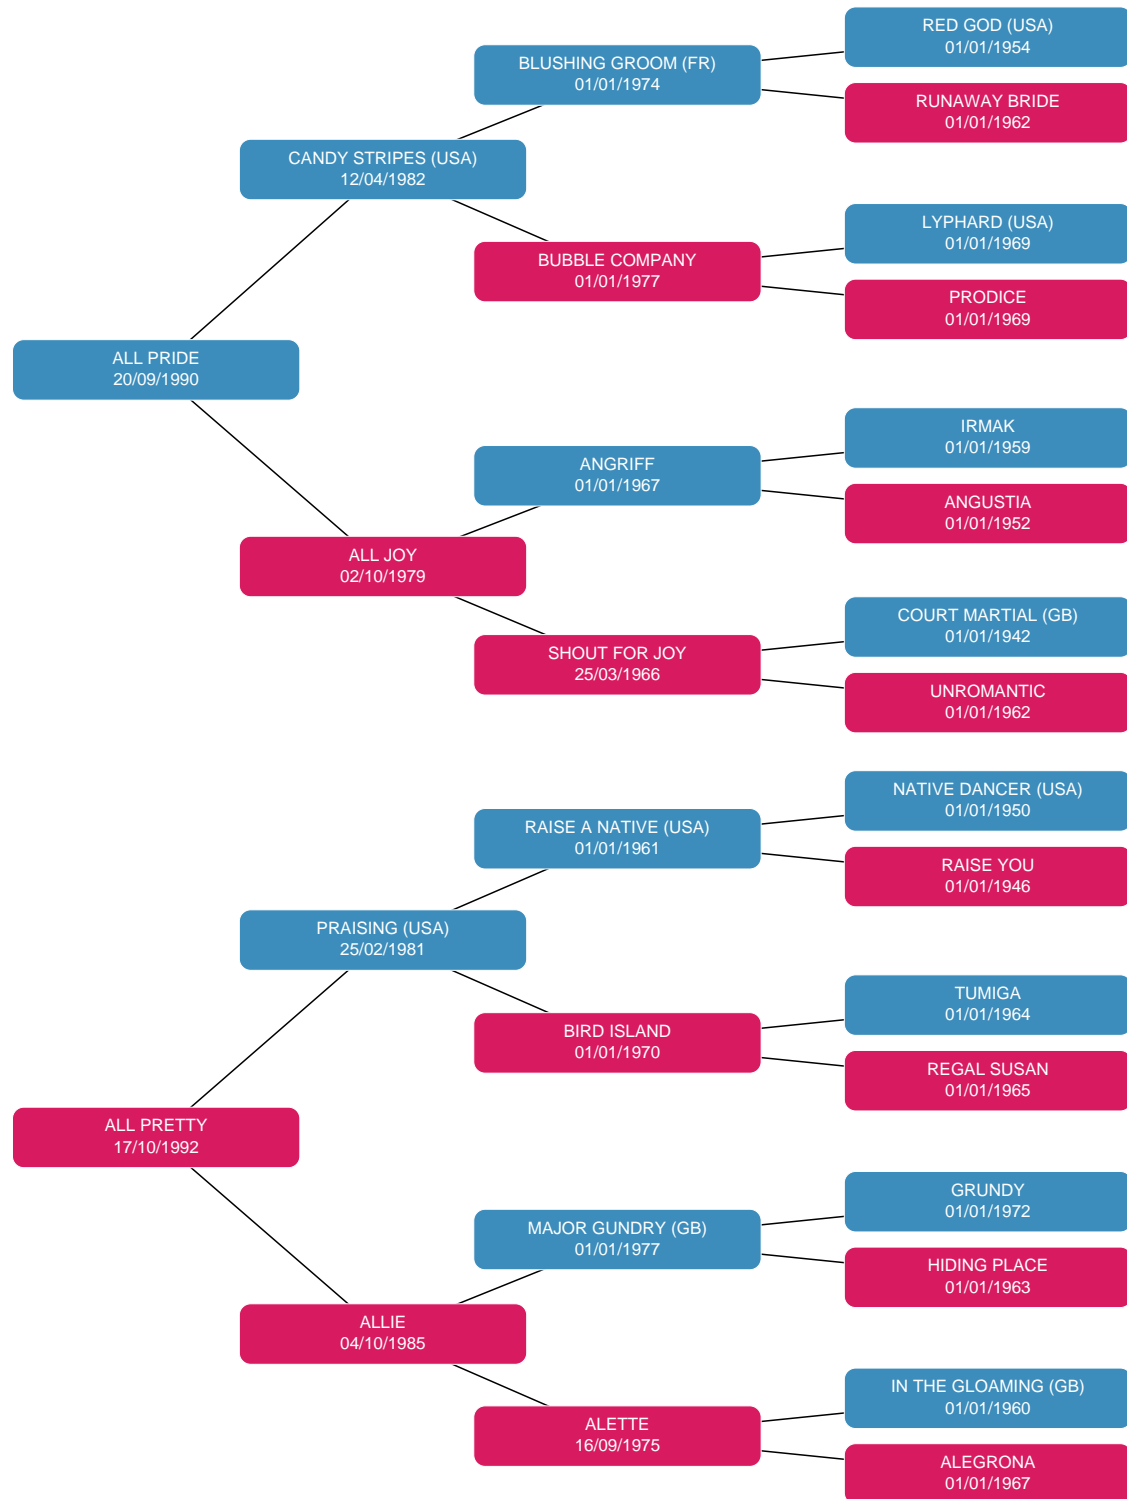 RED GOD (USA)
01/01/1954
BLUSHING GROOM (FR)
01/01/1974
RUNAWAY BRIDE
01/01/1962
CANDY STRIPES (USA)
12/04/1982
LYPHARD (USA)
01/01/1969
BUBBLE COMPANY
01/01/1977
PRODICE
01/01/1969
ALL PRIDE
20/09/1990
IRMAK
01/01/1959
ANGRIFF
01/01/1967
ANGUSTIA
01/01/1952
ALL JOY
02/10/1979
COURT MARTIAL (GB)
01/01/1942
SHOUT FOR JOY
25/03/1966
UNROMANTIC
01/01/1962
NATIVE DANCER (USA)
01/01/1950
RAISE A NATIVE (USA)
01/01/1961
RAISE YOU
01/01/1946
PRAISING (USA)
25/02/1981
TUMIGA
01/01/1964
BIRD ISLAND
01/01/1970
REGAL SUSAN
01/01/1965
ALL PRETTY
17/10/1992
GRUNDY
01/01/1972
MAJOR GUNDRY (GB)
01/01/1977
HIDING PLACE
01/01/1963
ALLIE
04/10/1985
IN THE GLOAMING (GB)
01/01/1960
ALETTE
16/09/1975
ALEGRONA
01/01/1967